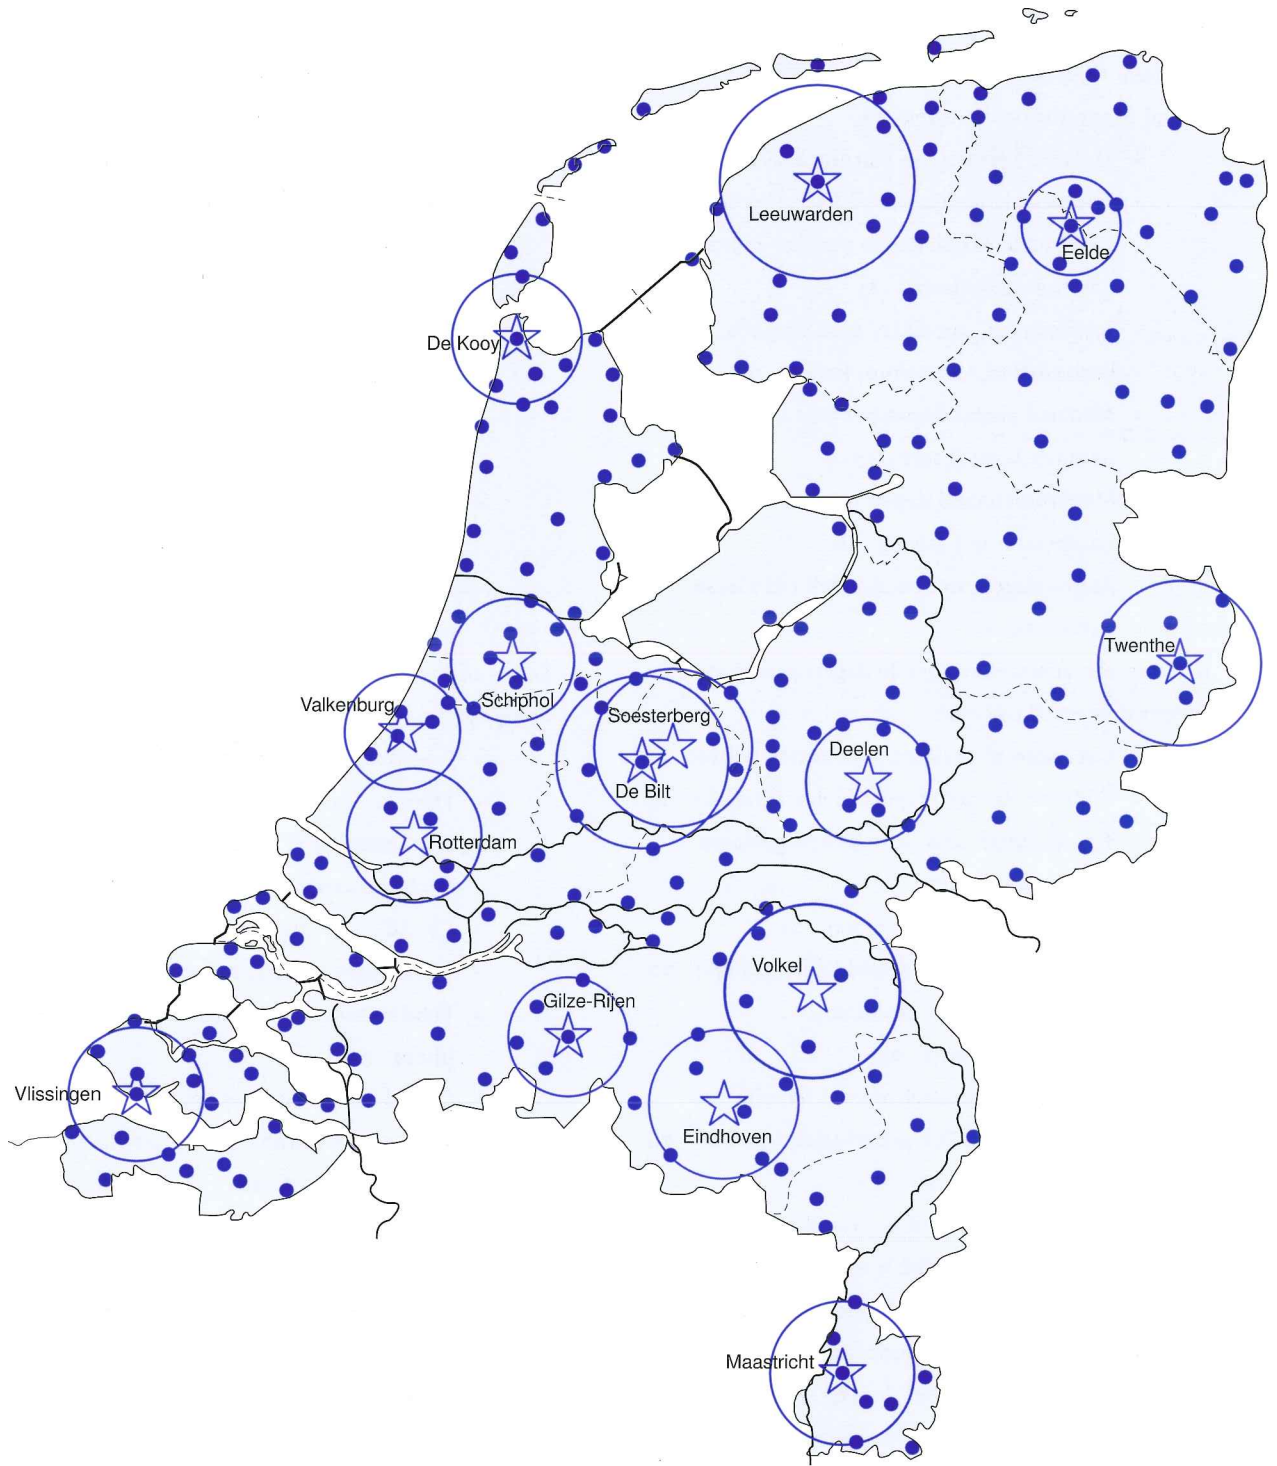 Leeuwarden
Eelde
De Kooy
Twenthe
Schiphol
Valkenburg
Soesterberg
Deelen
De Bilt
Rotterdam
Volkel
Gilze-Rijen
Vlissingen
Eindhoven
Maastricht